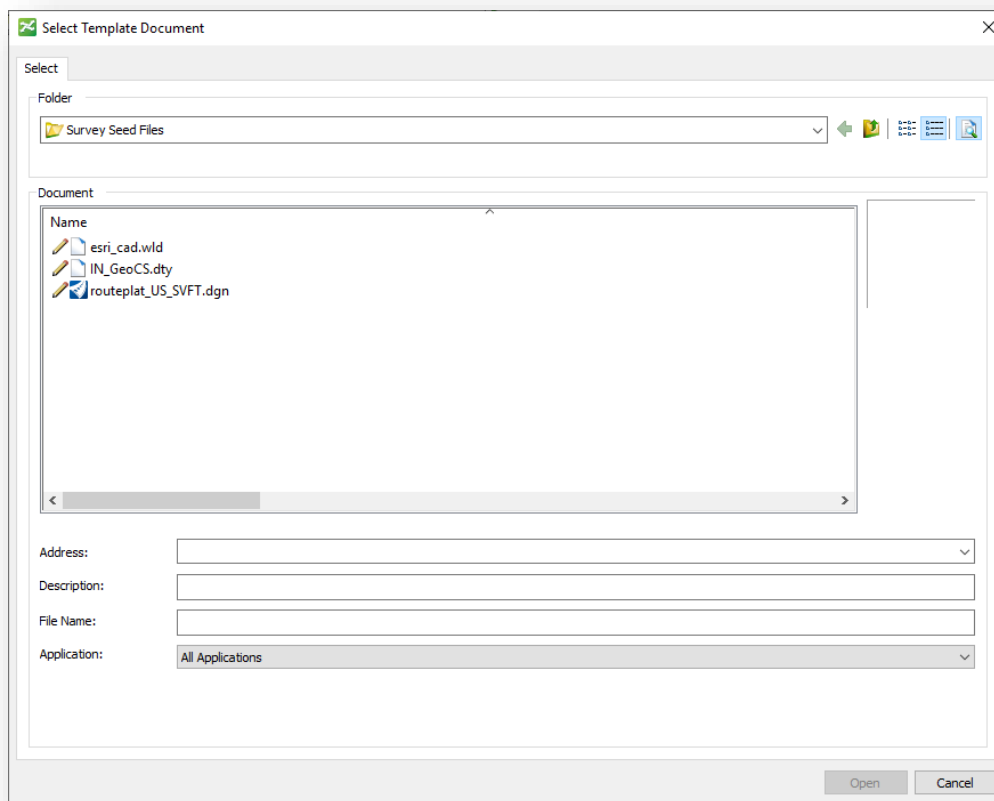 Select Template Document
Select
Folder
Survey Seed Files
Document
Name
esri_cad.wld
IN_GeoCS.dty
routeplat_US_SVFT.dgn
Address:
Description:
File Name:
Application:
All Applications
Open
Cancel